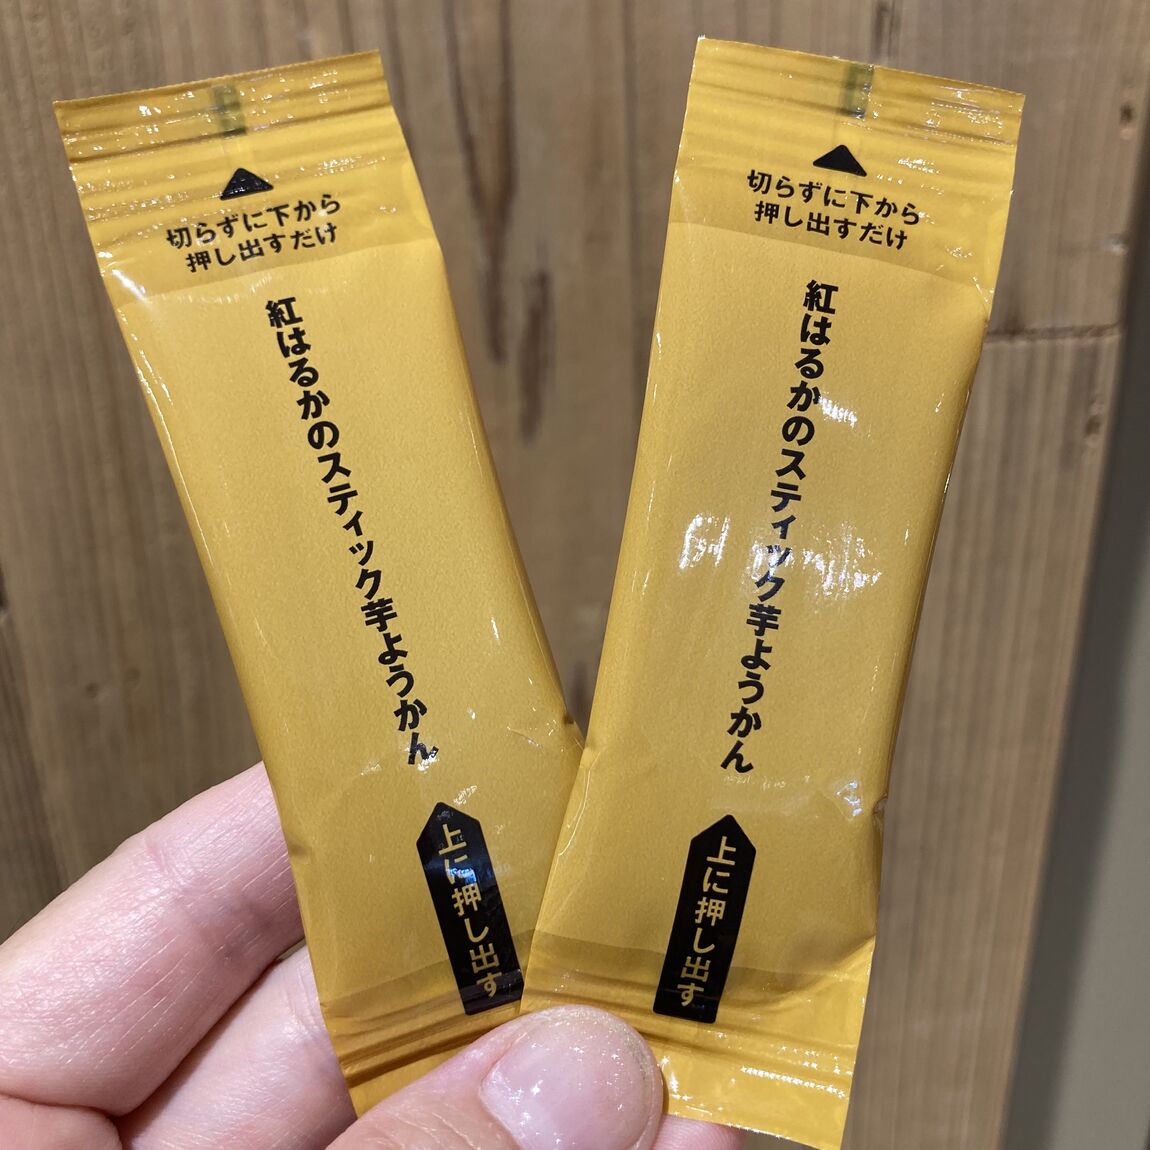 切らずに下から
押し出すだけ
紅はるかのスティック芋ようかん
上に押し出す
切らずに下から
押し出すだけ
紅はるかのスティック芋ようかん
上に押し出す